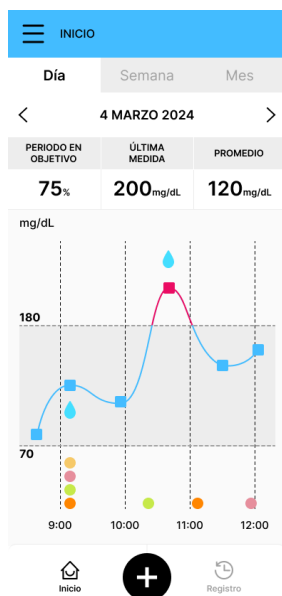 INICIO
Día Semana Mes
4 MARZO 2024
PERIODO EN OBJETIVO
ÚLTIMA MEDIDA
PROMEDIO
75% 200mg/dL 120mg/dL
mg/dL
180
70
9:00 10:00 11:00 12:00
Inicio Registro